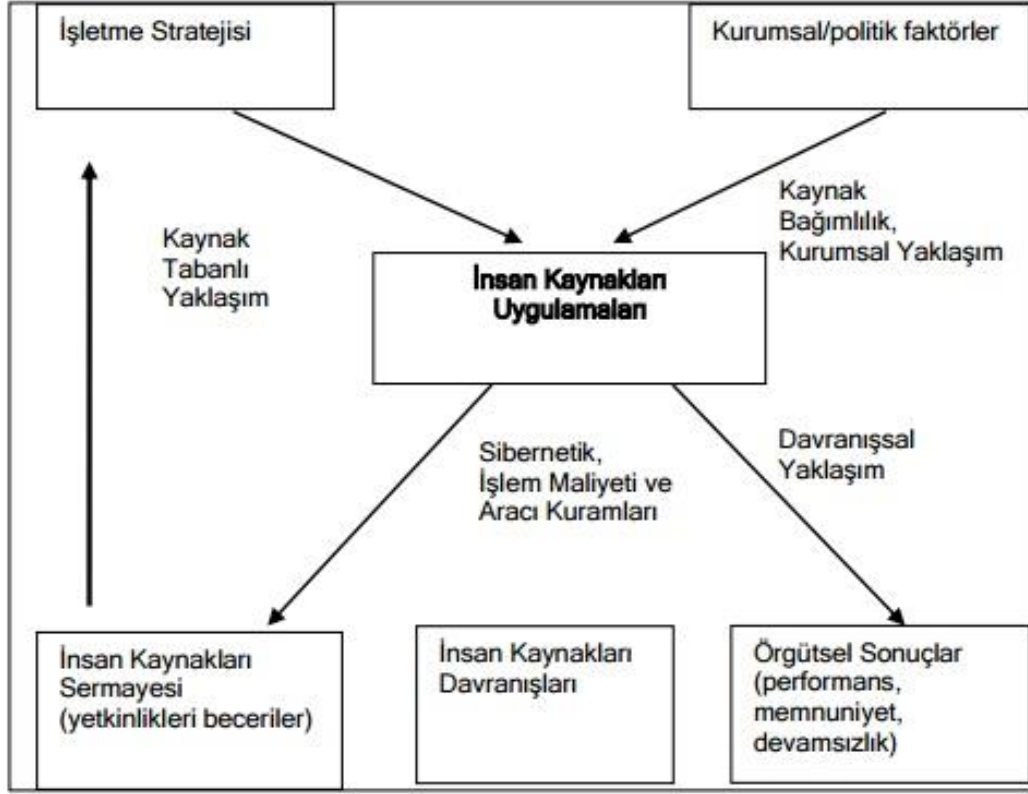 İşletme Stratejisi
Kurumsal/politik faktörler
Kaynak
Bağımlılık,
Kurumsal Yaklaşım
Kaynak
Tabanlı
Yaklaşım
İnsan Kaynakları
Uygulamaları
Sibernetik,
İşlem Maliyeti ve
Aracı Kuramları
Davranışsal
Yaklaşım
İnsan Kaynakları
Sermayesi
(yetkinlikleri beceriler)
İnsan Kaynakları
Davranışları
Örgütsel Sonuçlar
(performans,
memnuniyet,
devamsızlık)